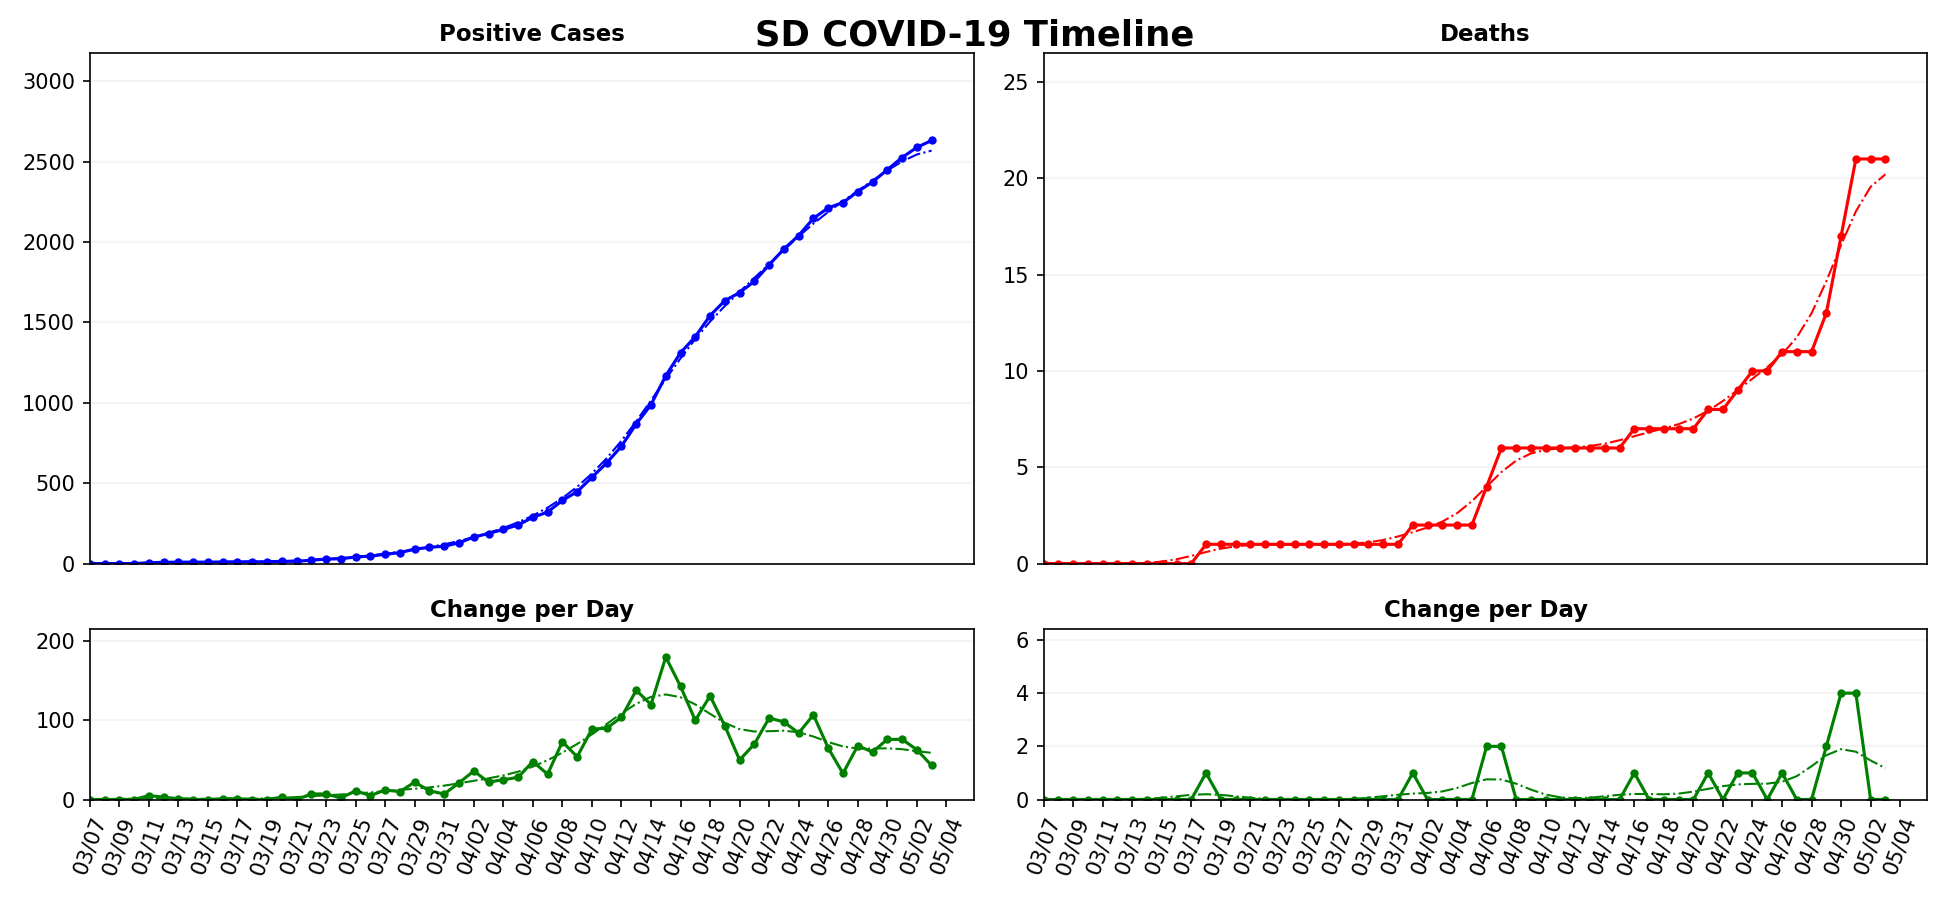 SD COVID-19 Timeline
Positive Cases
3000
2500
2000
1500
1000
500
0
Deaths
25
20
15
10
5
0
Change per Day
200
100
0
03/07 03/09 03/11 03/13 03/15 03/17 03/19 03/21 03/23 03/25 03/27 03/29 03/31 04/02 04/04 04/06 04/08 04/10 04/12 04/14 04/16 04/18 04/20 04/22 04/24 04/26 04/28 04/30 05/02 05/04
Change per Day
6
4
2
0
03/07 03/09 03/11 03/13 03/15 03/17 03/19 03/21 03/23 03/25 03/27 03/29 03/31 04/02 04/04 04/06 04/08 04/10 04/12 04/14 04/16 04/18 04/20 04/22 04/24 04/26 04/28 04/30 05/02 05/04